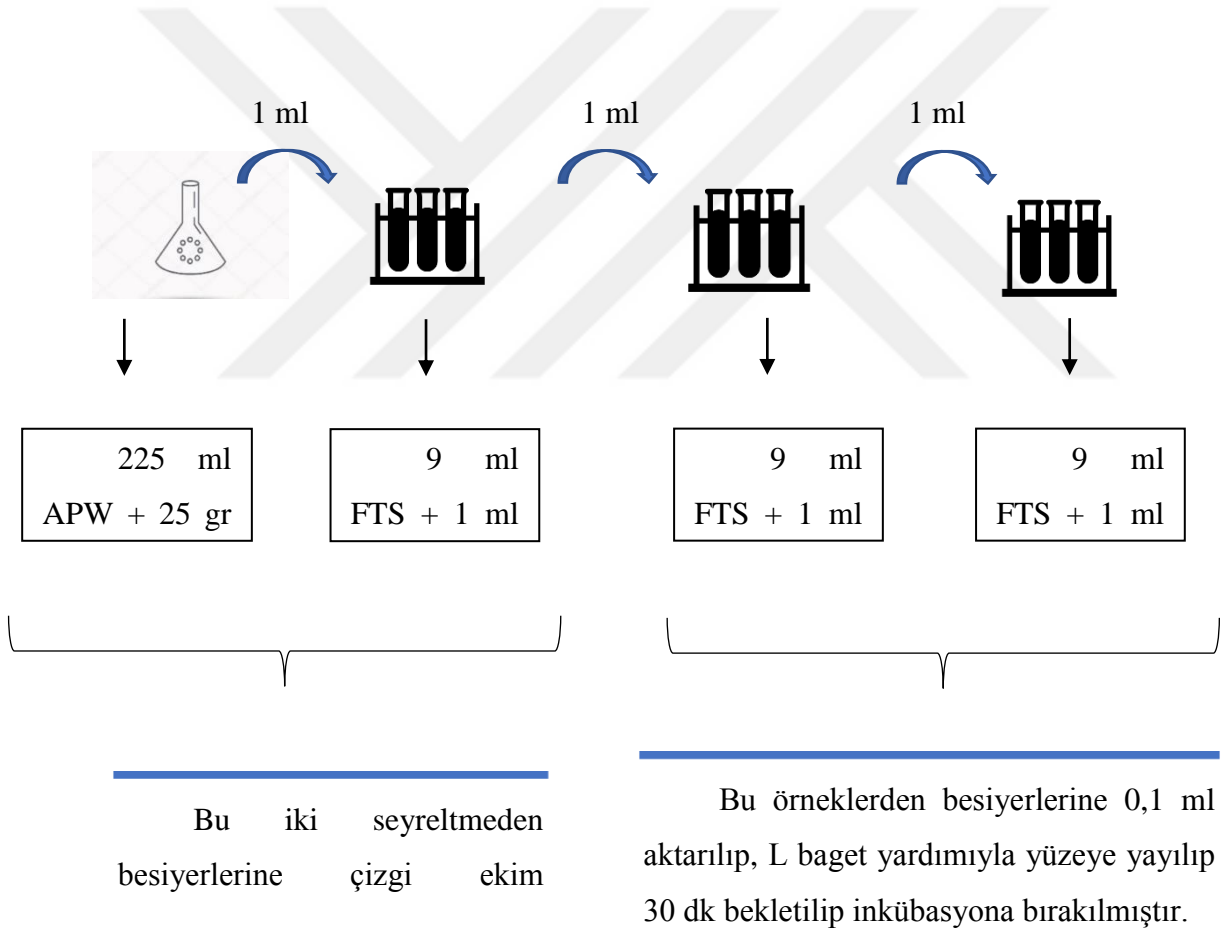 1 ml
1 ml
1 ml
225 ml
APW + 25 gr
9 ml
FTS + 1 ml
9 ml
FTS + 1 ml
9 ml
FTS + 1 ml
Bu iki seyreltmeden
besiyerlerine çizgi ekim
Bu örneklerden besiyerlerine 0,1 ml
aktarılıp, L baget yardımıyla yüzeye yayılıp
30 dk bekletilip inkübasyona bırakılmıştır.